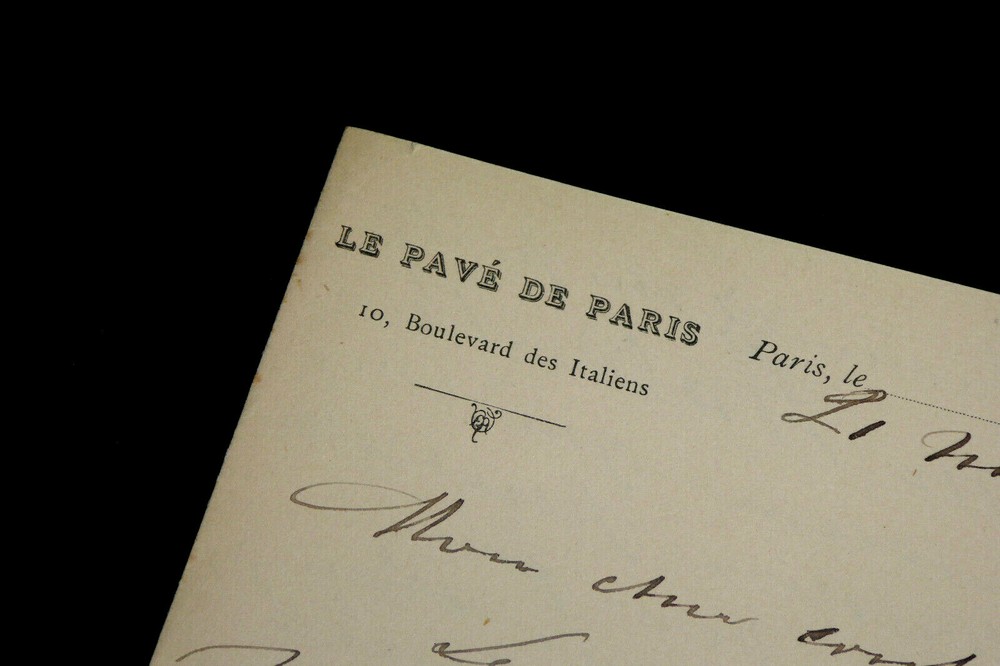 LE PAVÉ DE PARIS
10, Boulevard des Italiens
Paris, le
21
Mon cher